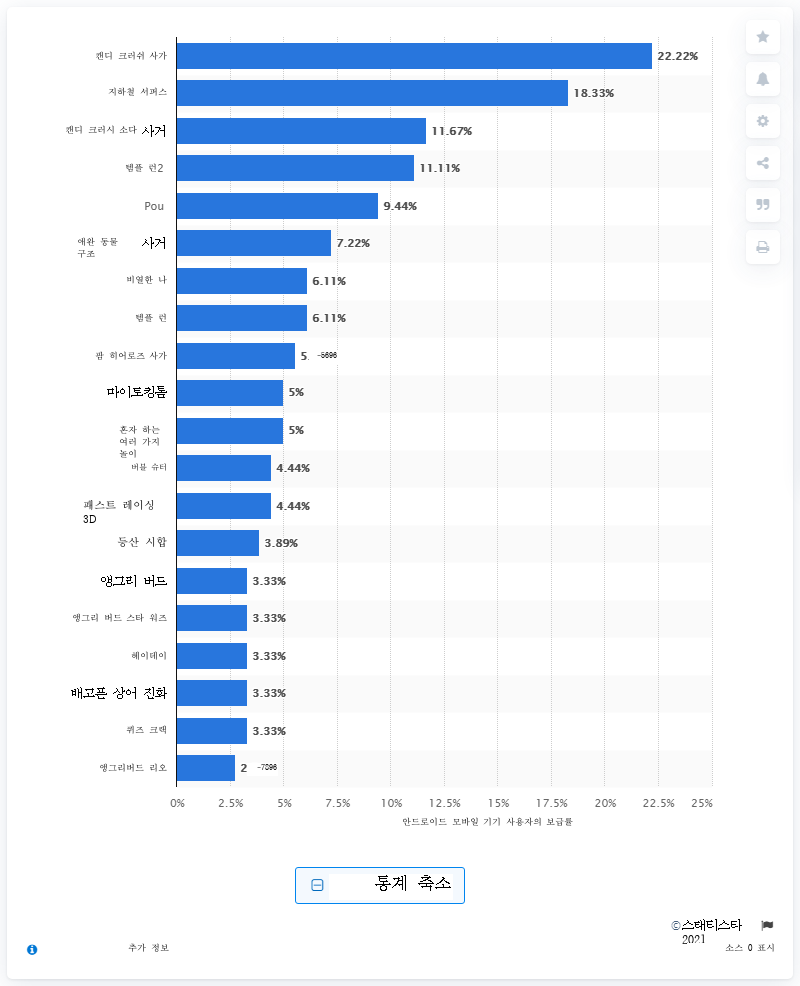 캔디 크러쉬 사가
22.22%
지하철 서퍼스
18.33%
캔디 크러시 소다 사거
11.67%
템플 런2
11.11%
Pou
9.44%
애완 동물 사거
구조
7.22%
비열한 나
6.11%
템플 런
6.11%
팜 히어로즈 사가
5. -5696
마이토킹톰
5%
혼자 하는
여러 가지
놀이
5%
버블 슈터
4.44%
패스트 레이싱
3D
4.44%
등산 시합
3.89%
앵그리 버드
3.33%
앵그리 버드 스타 워즈
3.33%
헤이데이
3.33%
배고픈 상어 진화
3.33%
퀴즈 크랙
3.33%
앵그리버드 리오
2 -7896
0% 2.5% 5% 7.5% 10% 12.5% 15% 17.5% 20% 22.5% 25%
안드로이드 모바일 기기 사용자의 보급률
통계 축소
©스태티스타
2021
추가 정보
소스 0 표시